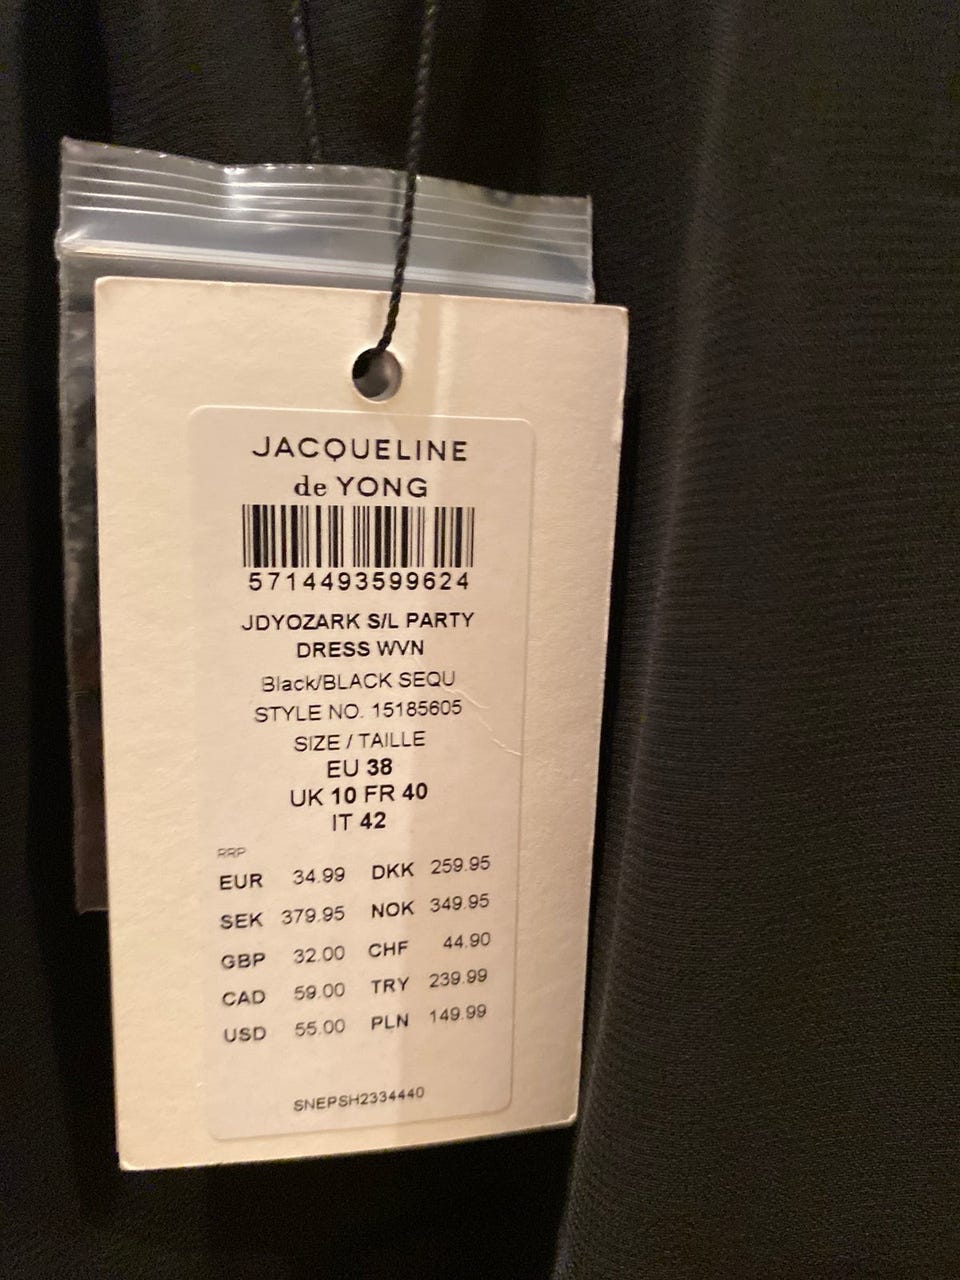 JACQUELINE
de YONG
5714493599624
JDYOZARK S/L PARTY
DRESS WVN
Black/BLACK SEQU
STYLE NO. 15185605
SIZE / TAILLE
EU 38
UK 10 FR 40
IT 42
RRP
EUR 34.99 DKK 259.95
SEK 379.95 NOK 349.95
GBP 32.00 CHF 44.90
CAD 59.00 TRY 239.99
USD 55.00 PLN 149.99
SNEPSH2334440